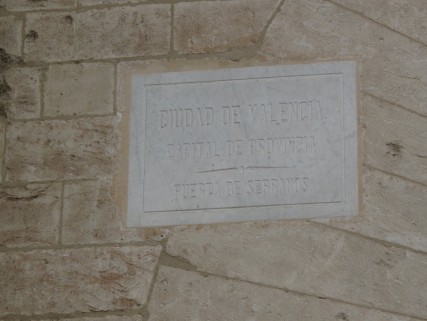 CIUDAD DE VALENCIA
CAPITAL DE PROVINCIA
PUERTA DE SERRANOS